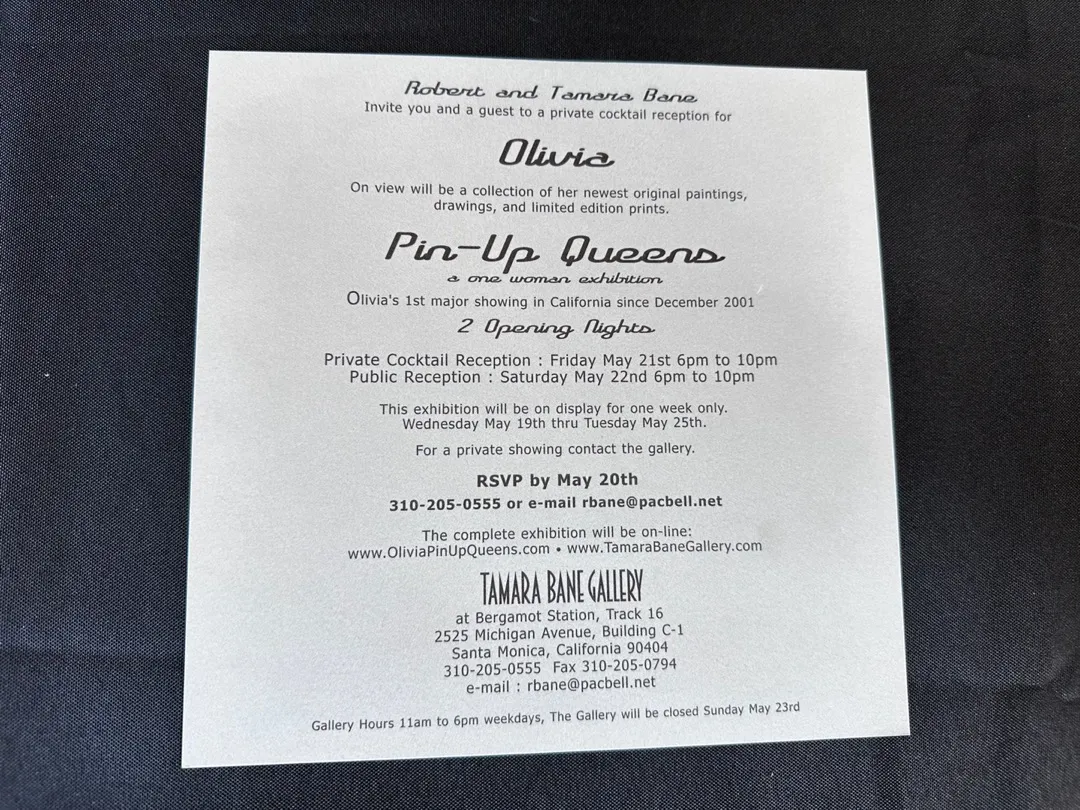 Robert and Tamara Bane
Invite you and a guest to a private cocktail reception for
Olivia
On view will be a collection of her newest original paintings,
drawings, and limited edition prints.
Pin-Up Queens
a one woman exhibition
Olivia's 1st major showing in California since December 2001
2 Opening Nights
Private Cocktail Reception : Friday May 21st 6pm to 10pm
Public Reception : Saturday May 22nd 6pm to 10pm
This exhibition will be on display for one week only.
Wednesday May 19th thru Tuesday May 25th.
For a private showing contact the gallery.
RSVP by May 20th
310-205-0555 or e-mail rbane@pacbell.net
The complete exhibition will be on-line:
www.OliviaPinUpQueens.com • www.TamaraBaneGallery.com
TAMARA BANE GALLERY
at Bergamot Station, Track 16
2525 Michigan Avenue, Building C-1
Santa Monica, California 90404
310-205-0555 Fax 310-205-0794
e-mail : rbane@pacbell.net
Gallery Hours 11am to 6pm weekdays, The Gallery will be closed Sunday May 23rd